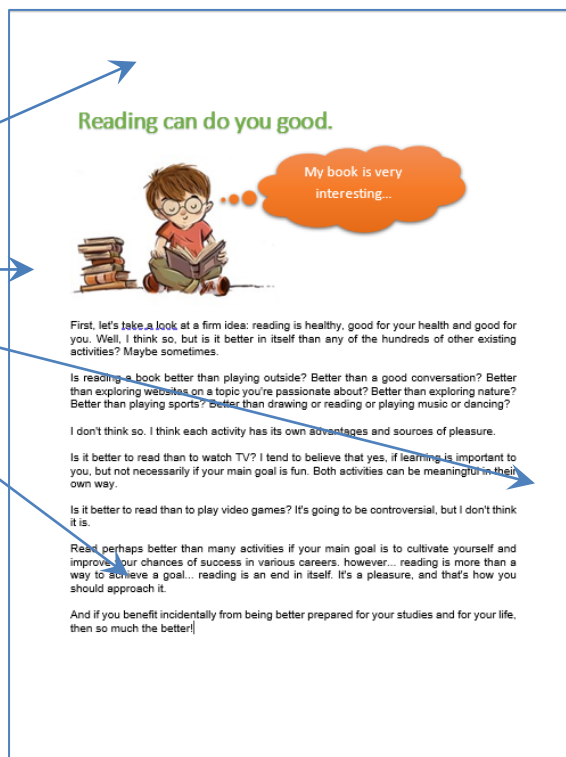 Reading can do you good.
My book is very
interesting...
First, let's take a look at a firm idea: reading is healthy, good for your health and good for
you. Well, I think so, but is it better in itself than any of the hundreds of other existing
activities? Maybe sometimes.
Is reading a book better than playing outside? Better than a good conversation? Better
than exploring websites on a topic you're passionate about? Better than exploring nature?
Better than playing sports? Better than drawing or reading or playing music or dancing?
I don't think so. I think each activity has its own advantages and sources of pleasure.
Is it better to read than to watch TV? I tend to believe that yes, if learning is important to
you, but not necessarily if your main goal is fun. Both activities can be meaningful in their
own way.
Is it better to read than to play video games? It's going to be controversial, but I don't think
it is.
Read perhaps better than many activities if your main goal is to cultivate yourself and
improve your chances of success in various careers. however... reading is more than a
way to achieve a goal... reading is an end in itself. It's a pleasure, and that's how you
should approach it.
And if you benefit incidentally from being better prepared for your studies and for your life,
then so much the better!